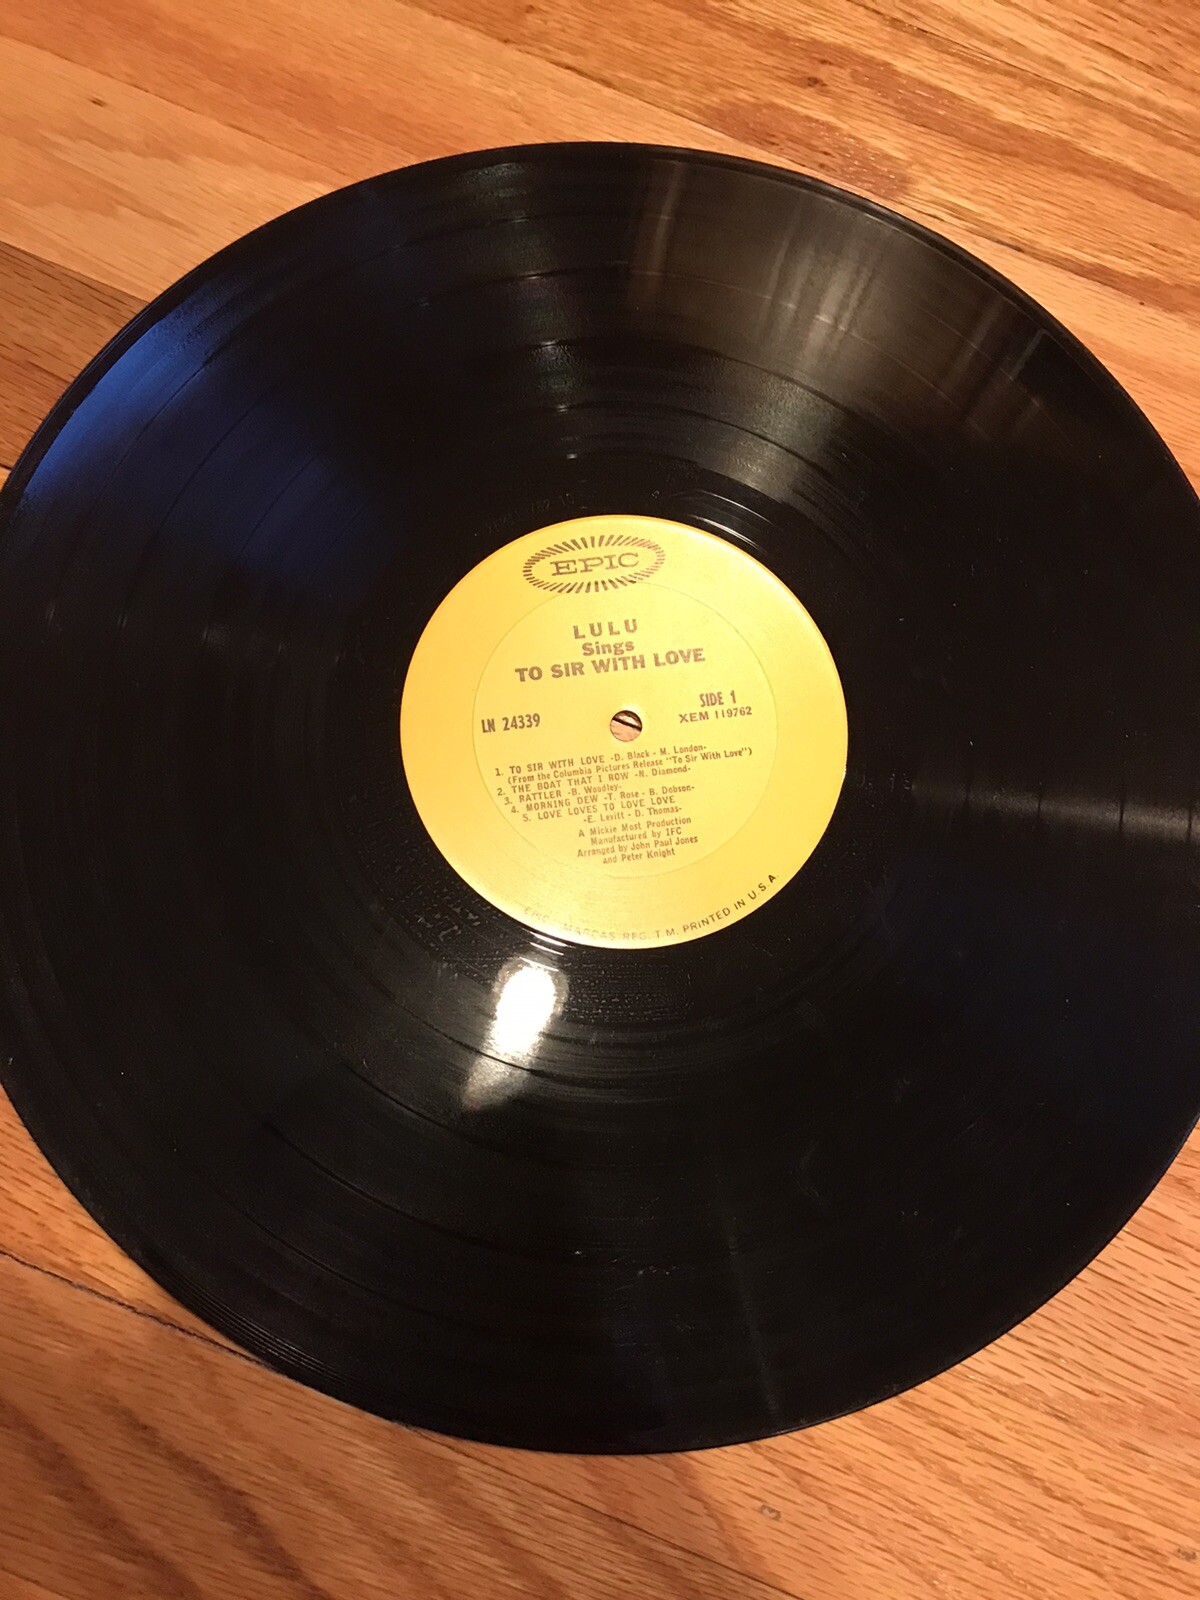 EPIC
LULU
Sings
TO SIR WITH LOVE
LN 24339
SIDE 1
XEM 119762
1. TO SIR WITH LOVE -D. Black - M. London-
(From the Columbia Pictures Release "To Sir With Love")
2. THE BOAT THAT I ROW -N. Diamond-
3. RATTLER -B. Woodley-
4. MORNING DEW -T. Rose - B. Dobson-
5. LOVE LOVES TO LOVE LOVE
-E. Levitt - D. Thomas-
A Mickie Most Production
Manufactured by IFC
Arranged by John Paul Jones
and Peter Knight
MARCAS REG. T.M. PRINTED IN U.S.A.